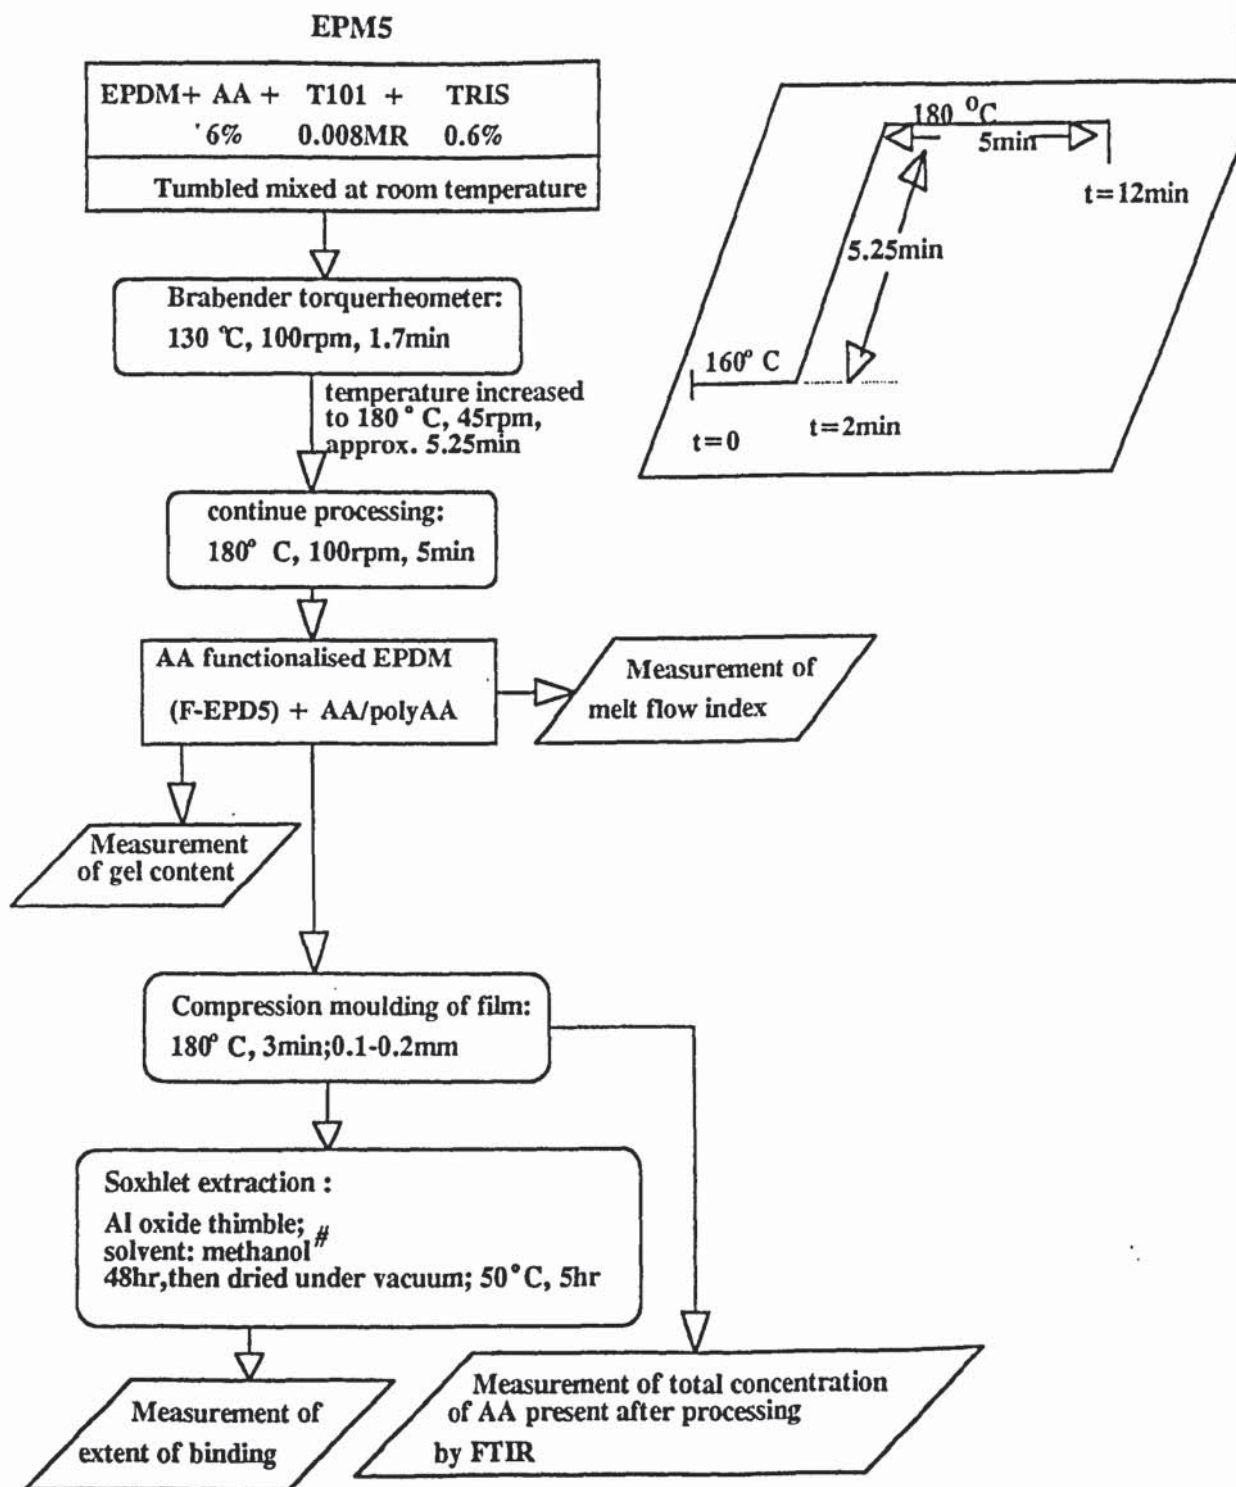 EPM5
EPDM+ AA + T101 + TRIS
6% 0.008MR 0.6%
Tumbled mixed at room temperature
Brabender torquerheometer:
130 °C, 100rpm, 1.7min
temperature increased
to 180° C, 45rpm,
approx. 5.25min
continue processing:
180° C, 100rpm, 5min
AA functionalised EPDM
(F-EPD5) + AA/polyAA
Measurement of
melt flow index
Measurement
of gel content
Compression moulding of film:
180° C, 3min;0.1-0.2mm
Soxhlet extraction :
Al oxide thimble;
solvent: methanol #
48hr,then dried under vacuum; 50°C, 5hr
Measurement of
extent of binding
Measurement of total concentration
of AA present after processing
by FTIR
180 °C
5min
t=12min
5.25min
160° C
t=2min
t=0